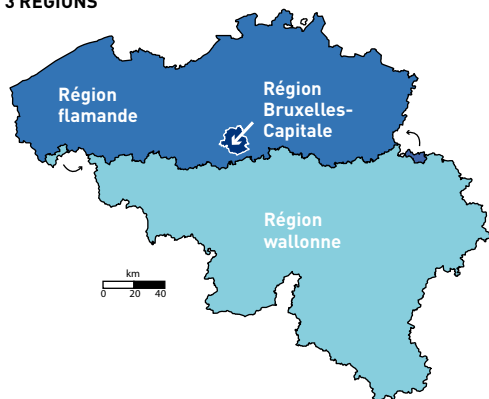 3 RÉGIONS
Région
flamande
Région
Bruxelles-
Capitale
Région
wallonne
km
0 20 40